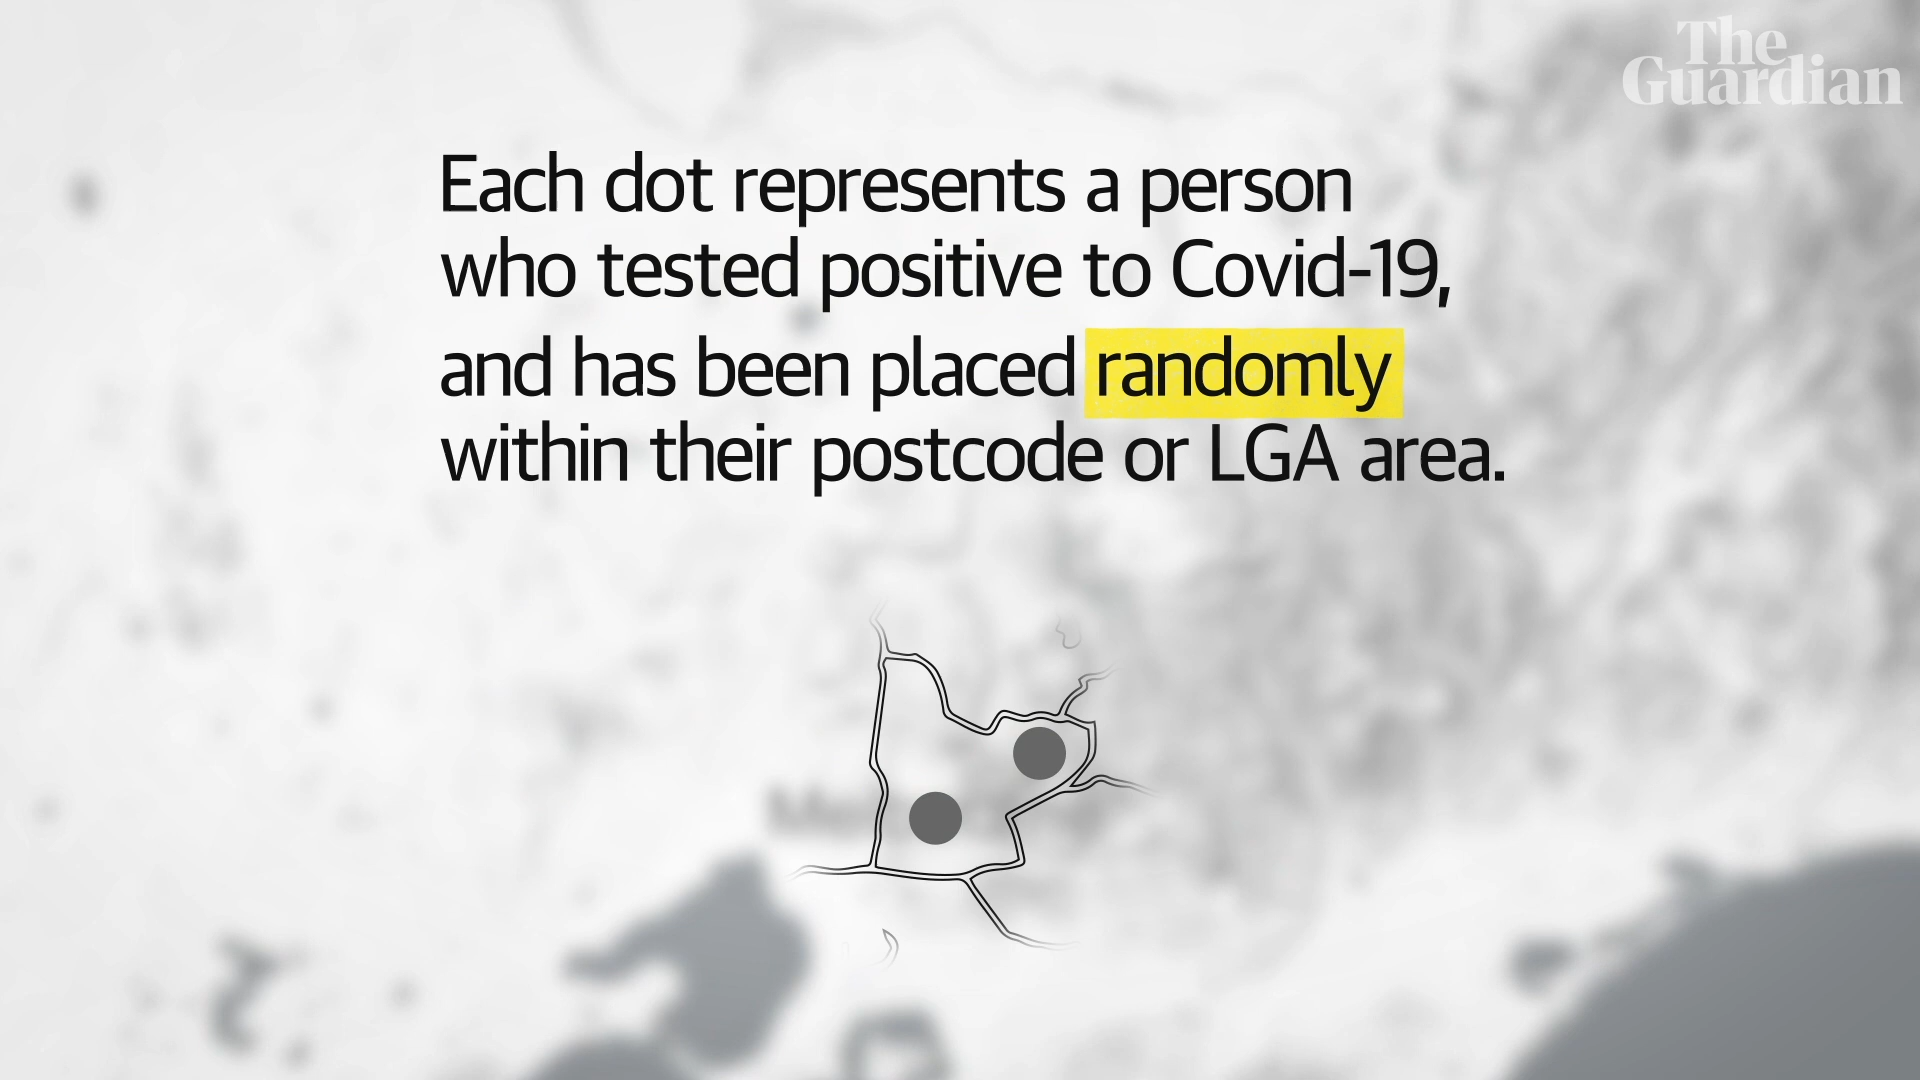 The
Guardian
Each dot represents a person
who tested positive to Covid-19,
and has been placed randomly
within their postcode or LGA area.